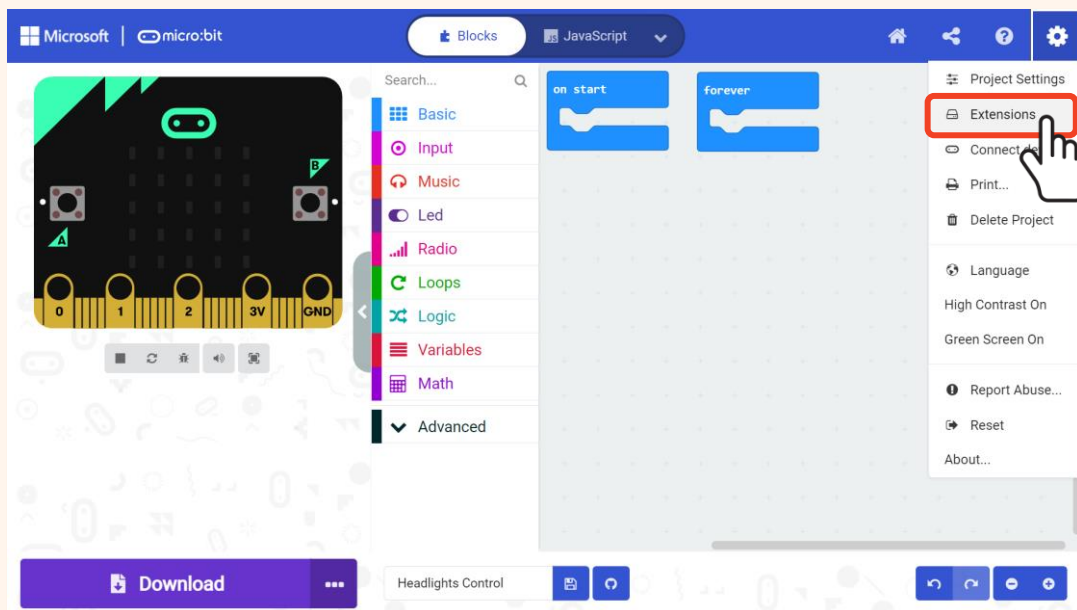 Microsoft | micro:bit
Blocks
JS JavaScript
Search...
Basic
Input
Music
Led
Radio
Loops
Logic
Variables
Math
Advanced
on start
forever
Project Settings
Extensions
Connect
Print...
Delete Project
Language
High Contrast On
Green Screen On
Report Abuse...
Reset
About...
A
B
0 1 2 3V GND
Download
Headlights Control